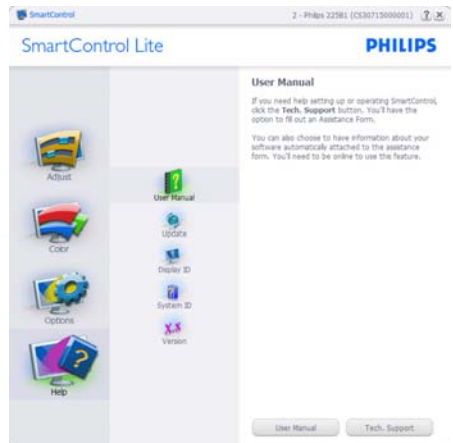 SmartControl
2 - Philips 225B1 (CS30715000001)
SmartControl Lite
PHILIPS
Adjust
Color
Options
Help
User Manual
Update
Display ID
System ID
X.X
Version
User Manual
If you need help setting up or operating SmartControl,
click the Tech. Support button. You'll have the
option to fill out an Assistance Form.
You can also choose to have information about your
software automatically attached to the assistance
form. You'll need to be online to use this feature.
User Manual
Tech. Support